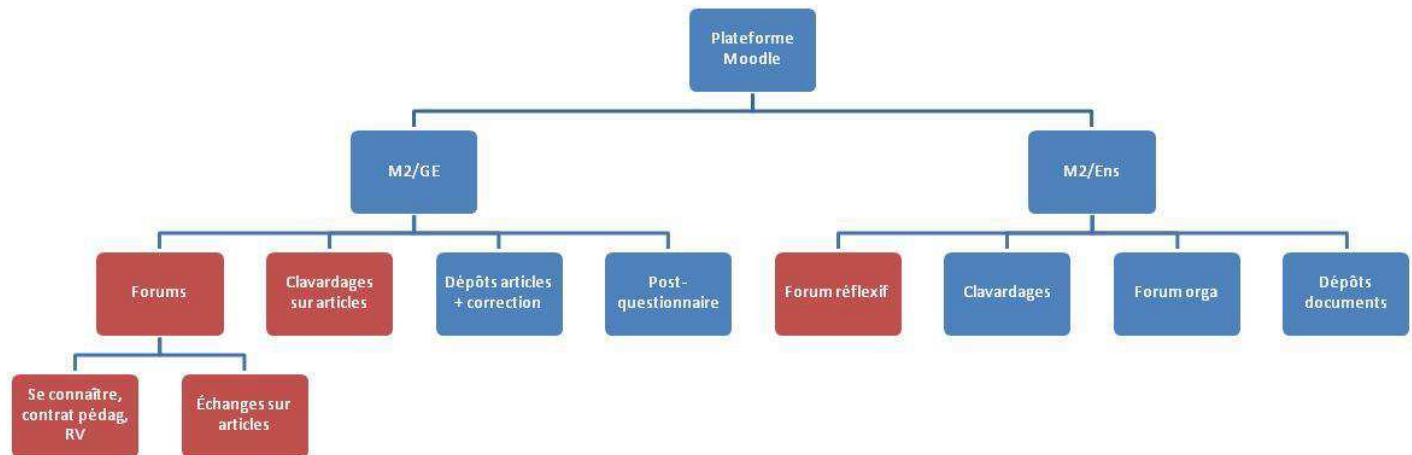 Plateforme
Moodle
M2/GE
M2/Ens
Forums
Clavardages
sur articles
Dépôts articles
+ correction
Post-
questionnaire
Forum réflexif
Clavardages
Forum orga
Dépôts
documents
Se connaître,
contrat pédag,
RV
Échanges sur
articles